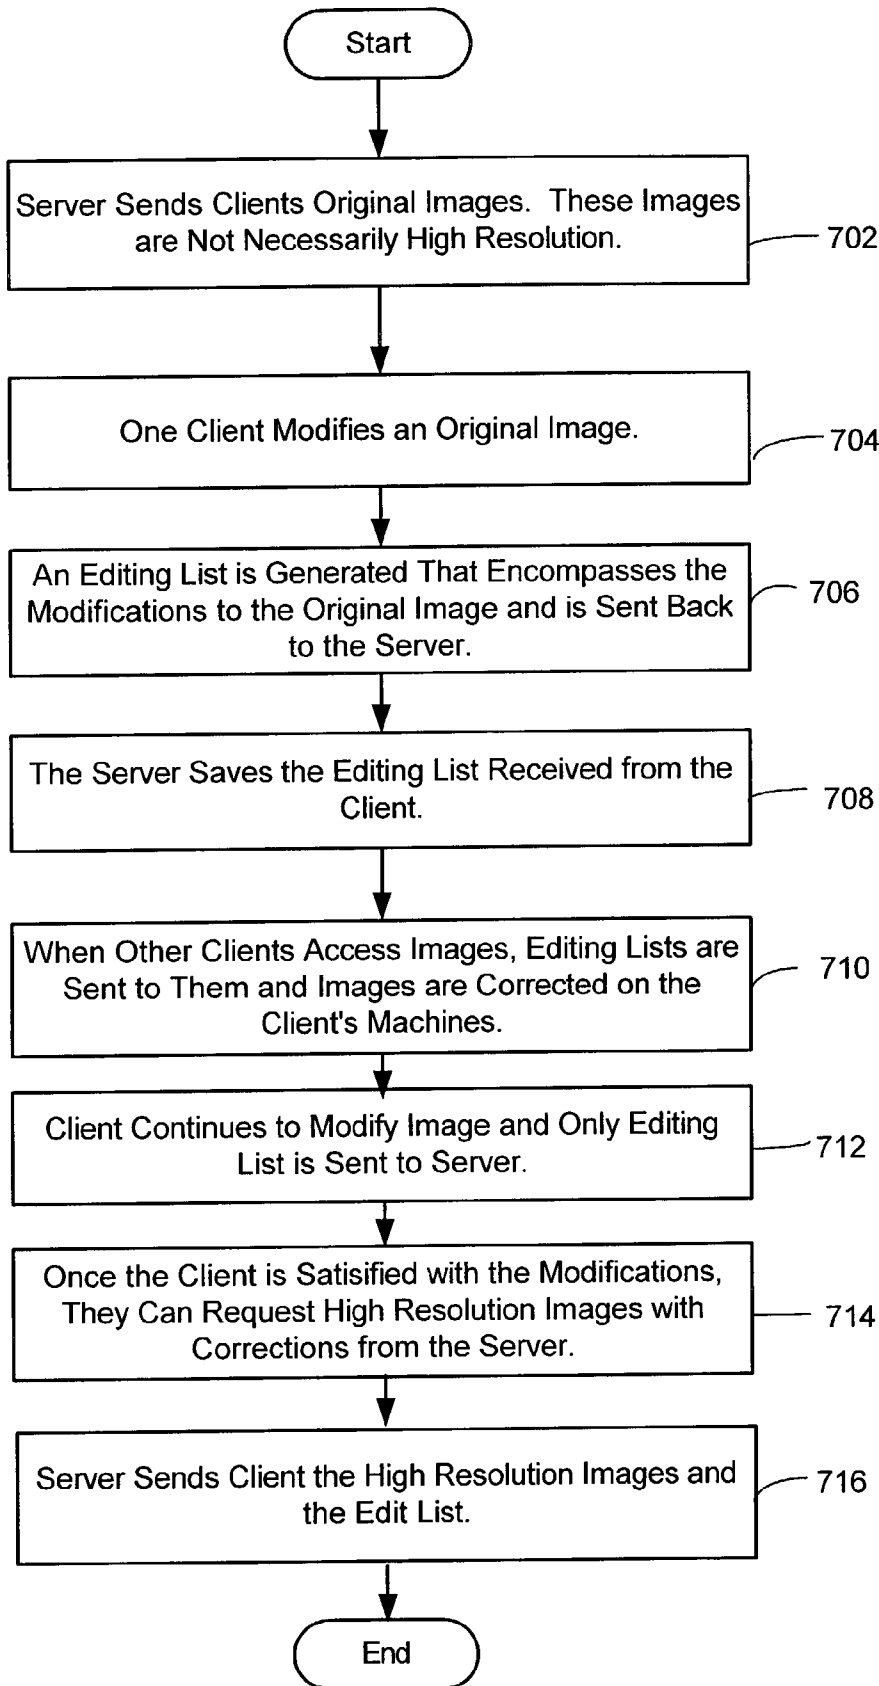 Start
Server Sends Clients Original Images. These Images
are Not Necessarily High Resolution.
702
One Client Modifies an Original Image.
704
An Editing List is Generated That Encompasses the
Modifications to the Original Image and is Sent Back
to the Server.
706
The Server Saves the Editing List Received from the
Client.
708
When Other Clients Access Images, Editing Lists are
Sent to Them and Images are Corrected on the
Client's Machines.
710
Client Continues to Modify Image and Only Editing
List is Sent to Server.
712
Once the Client is Satisified with the Modifications,
They Can Request High Resolution Images with
Corrections from the Server.
714
Server Sends Client the High Resolution Images and
the Edit List.
716
End